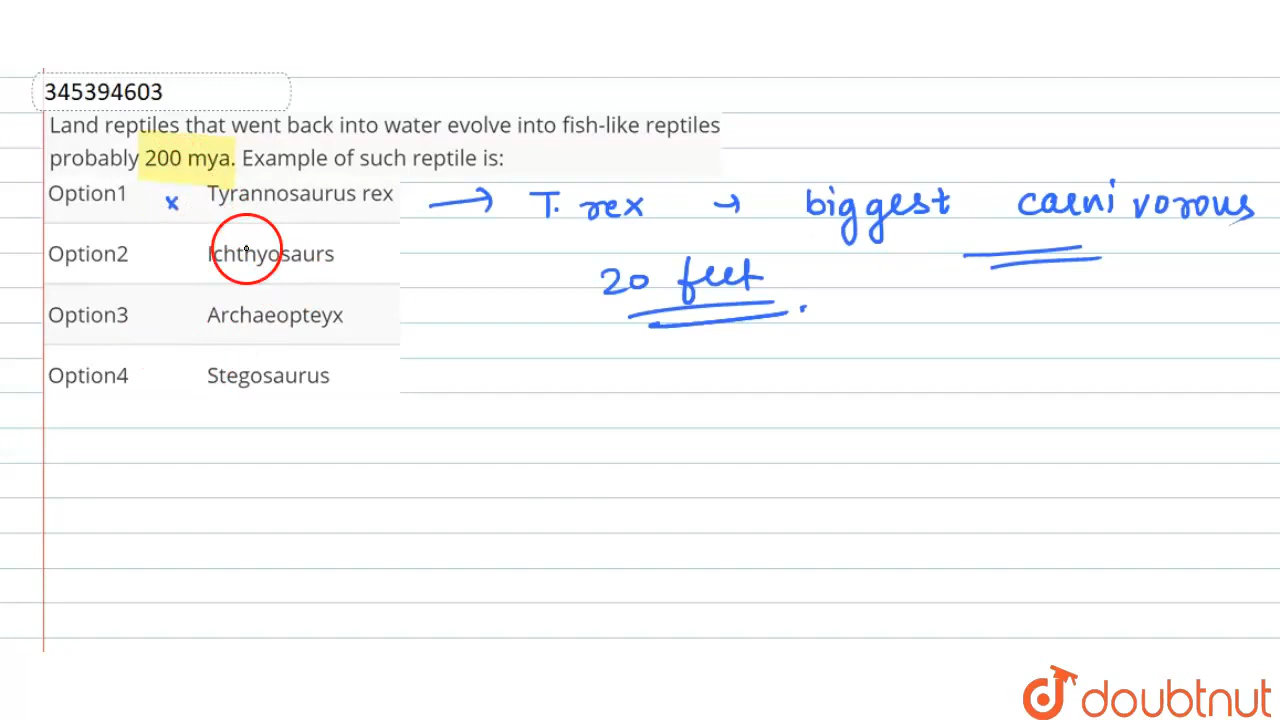 345394603
Land reptiles that went back into water evolve into fish-like reptiles
probably 200 mya. Example of such reptile is:
Option1 x Tyrannosaurus rex → T. rex → biggest carnivorous
20 feet.
Option2 Ichthyosaurs
Option3 Archaeopteyx
Option4 Stegosaurus
doubtnut